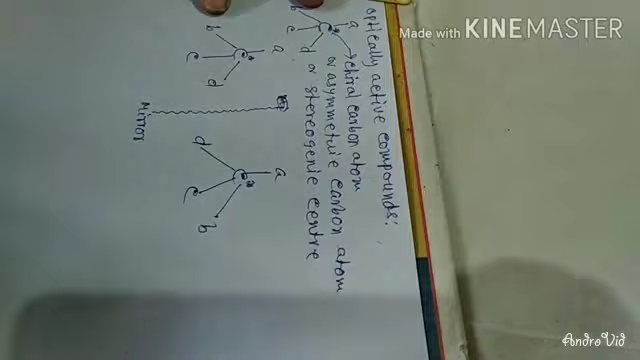 Made with KINEMASTER
optically active compounds:
a
b
c
d
C*
chiral carbon atom
or asymmetric carbon atom
or stereogenic centre
a
b
c
d
C*
Mirror
a
d
c
b
C*
AndroVid